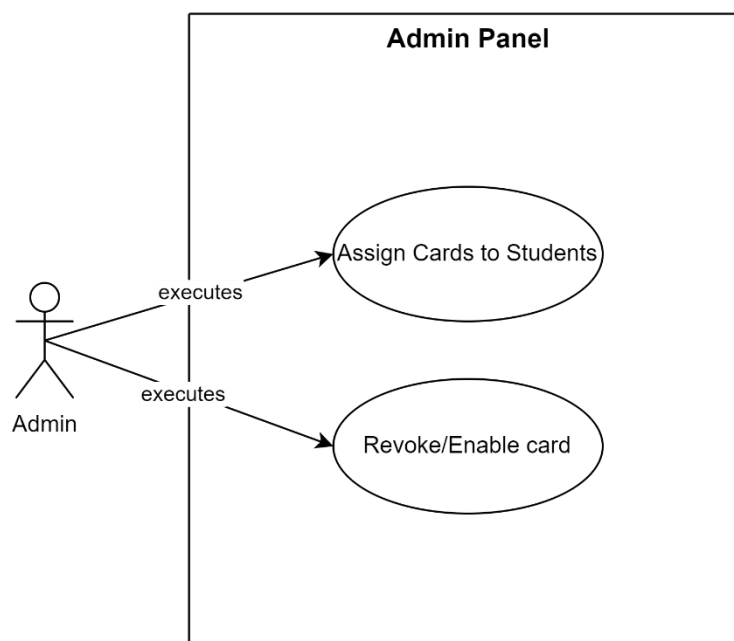 Admin Panel
Assign Cards to Students
executes
executes
Admin
Revoke/Enable card